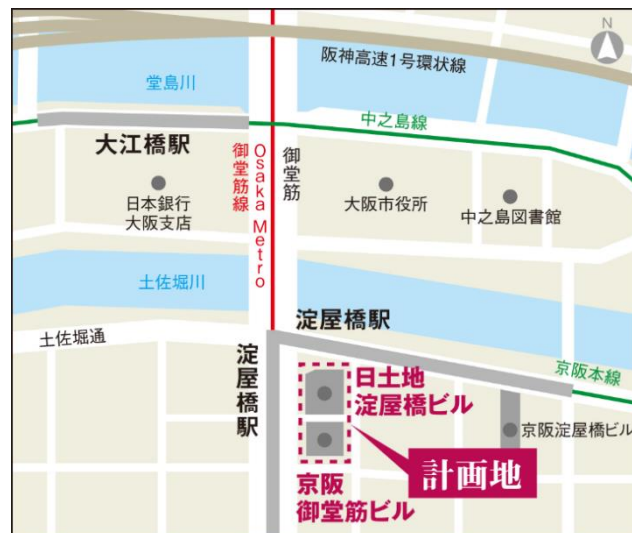 N
阪神高速1号環状線
堂島川
中之島線
大江橋駅
御堂筋線
Osaka Metro
御堂筋
日本銀行
大阪支店
大阪市役所
中之島図書館
土佐堀川
淀屋橋駅
土佐堀通
淀屋橋駅
京阪本線
日土地
淀屋橋ビル
京阪淀屋橋ビル
計画地
京阪
御堂筋ビル